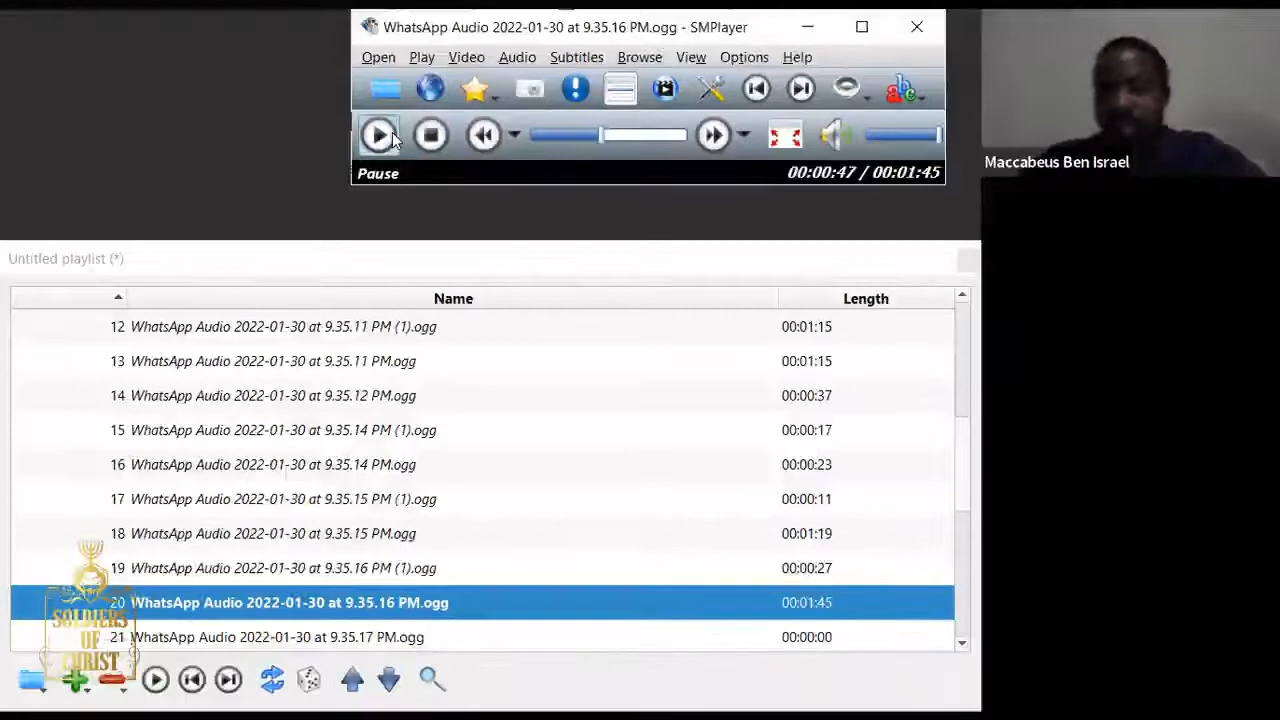 WhatsApp Audio 2022-01-30 at 9.35.16 PM.ogg - SMPlayer
Open Play Video Audio Subtitles Browse View Options Help
abc
Pause 00:00:47 / 00:01:45
Maccabeus Ben Israel
Untitled playlist (*)
Name Length
12 WhatsApp Audio 2022-01-30 at 9.35.11 PM (1).ogg 00:01:15
13 WhatsApp Audio 2022-01-30 at 9.35.11 PM.ogg 00:01:15
14 WhatsApp Audio 2022-01-30 at 9.35.12 PM.ogg 00:00:37
15 WhatsApp Audio 2022-01-30 at 9.35.14 PM (1).ogg 00:00:17
16 WhatsApp Audio 2022-01-30 at 9.35.14 PM.ogg 00:00:23
17 WhatsApp Audio 2022-01-30 at 9.35.15 PM (1).ogg 00:00:11
18 WhatsApp Audio 2022-01-30 at 9.35.15 PM.ogg 00:01:19
19 WhatsApp Audio 2022-01-30 at 9.35.16 PM (1).ogg 00:00:27
20 WhatsApp Audio 2022-01-30 at 9.35.16 PM.ogg 00:01:45
21 WhatsApp Audio 2022-01-30 at 9.35.17 PM.ogg 00:00:00
SOLDIERS
OF
CHRIST